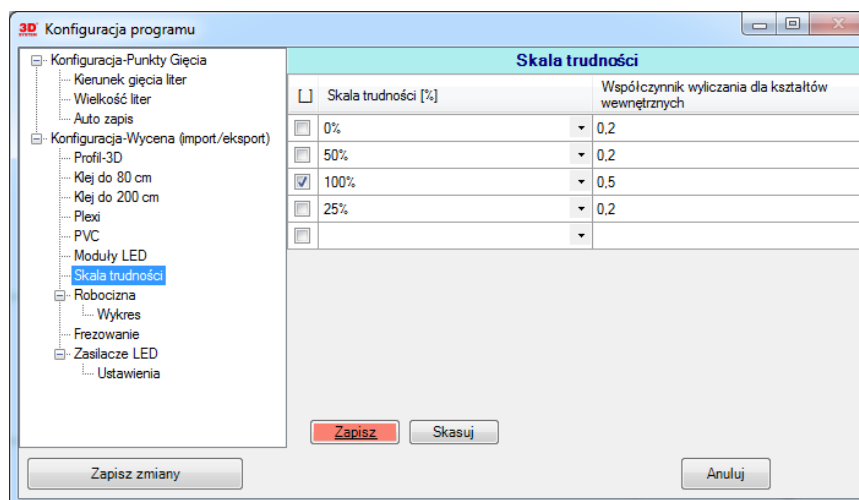 3D SYSTEM Konfiguracja programu
Konfiguracja-Punkty Gięcia
Kierunek gięcia liter
Wielkość liter
Auto zapis
Konfiguracja-Wycena (import/eksport)
Profil-3D
Klej do 80 cm
Klej do 200 cm
Plexi
PVC
Moduły LED
Skala trudności
Robocizna
Wykres
Frezowanie
Zasilacze LED
Ustawienia
Skala trudności
[_] Skala trudności [%] Współczynnik wyliczania dla kształtów
wewnętrznych
0% 0,2
50% 0,2
100% 0,5
25% 0,2
Zapisz Skasuj
Zapisz zmiany Anuluj